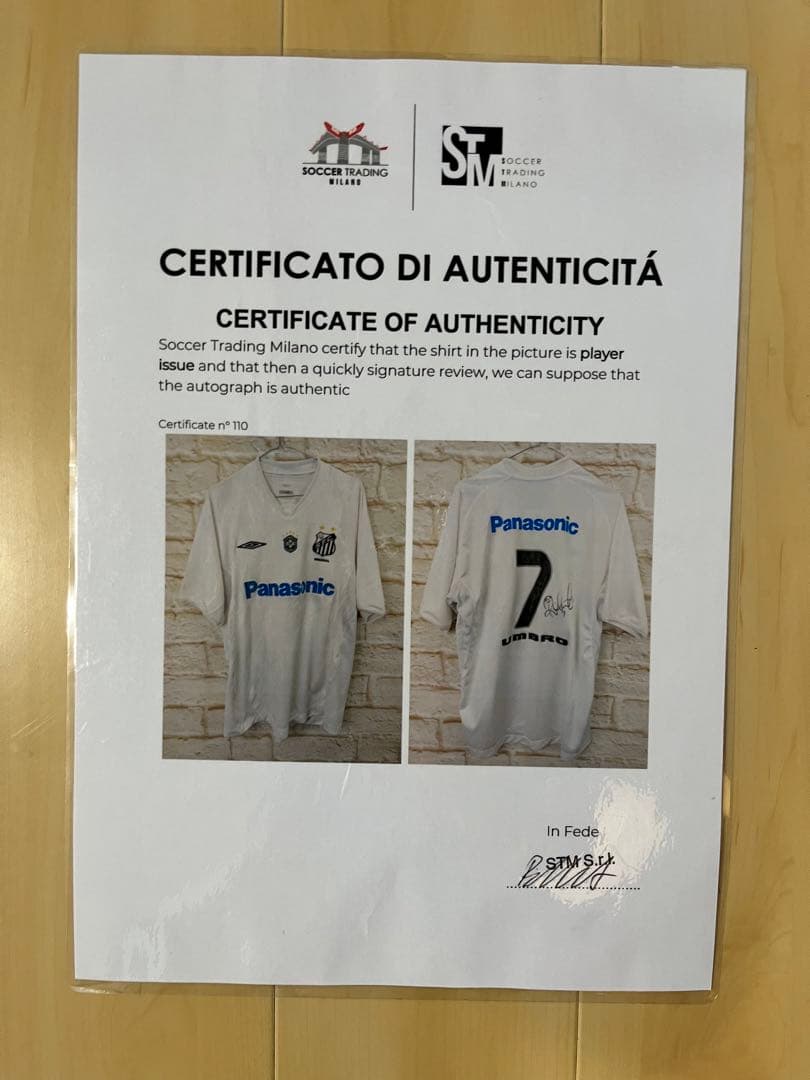 SOCCER TRADING
MILANO
STM
SOCCER
TRADING
MILANO
CERTIFICATO DI AUTENTICITÁ
CERTIFICATE OF AUTHENTICITY
Soccer Trading Milano certify that the shirt in the picture is player
issue and that then a quickly signature review, we can suppose that
the autograph is authentic
Certificate nº 110
Panasonic
Panasonic
7
UMBRO
In Fede
STM S.r.l.